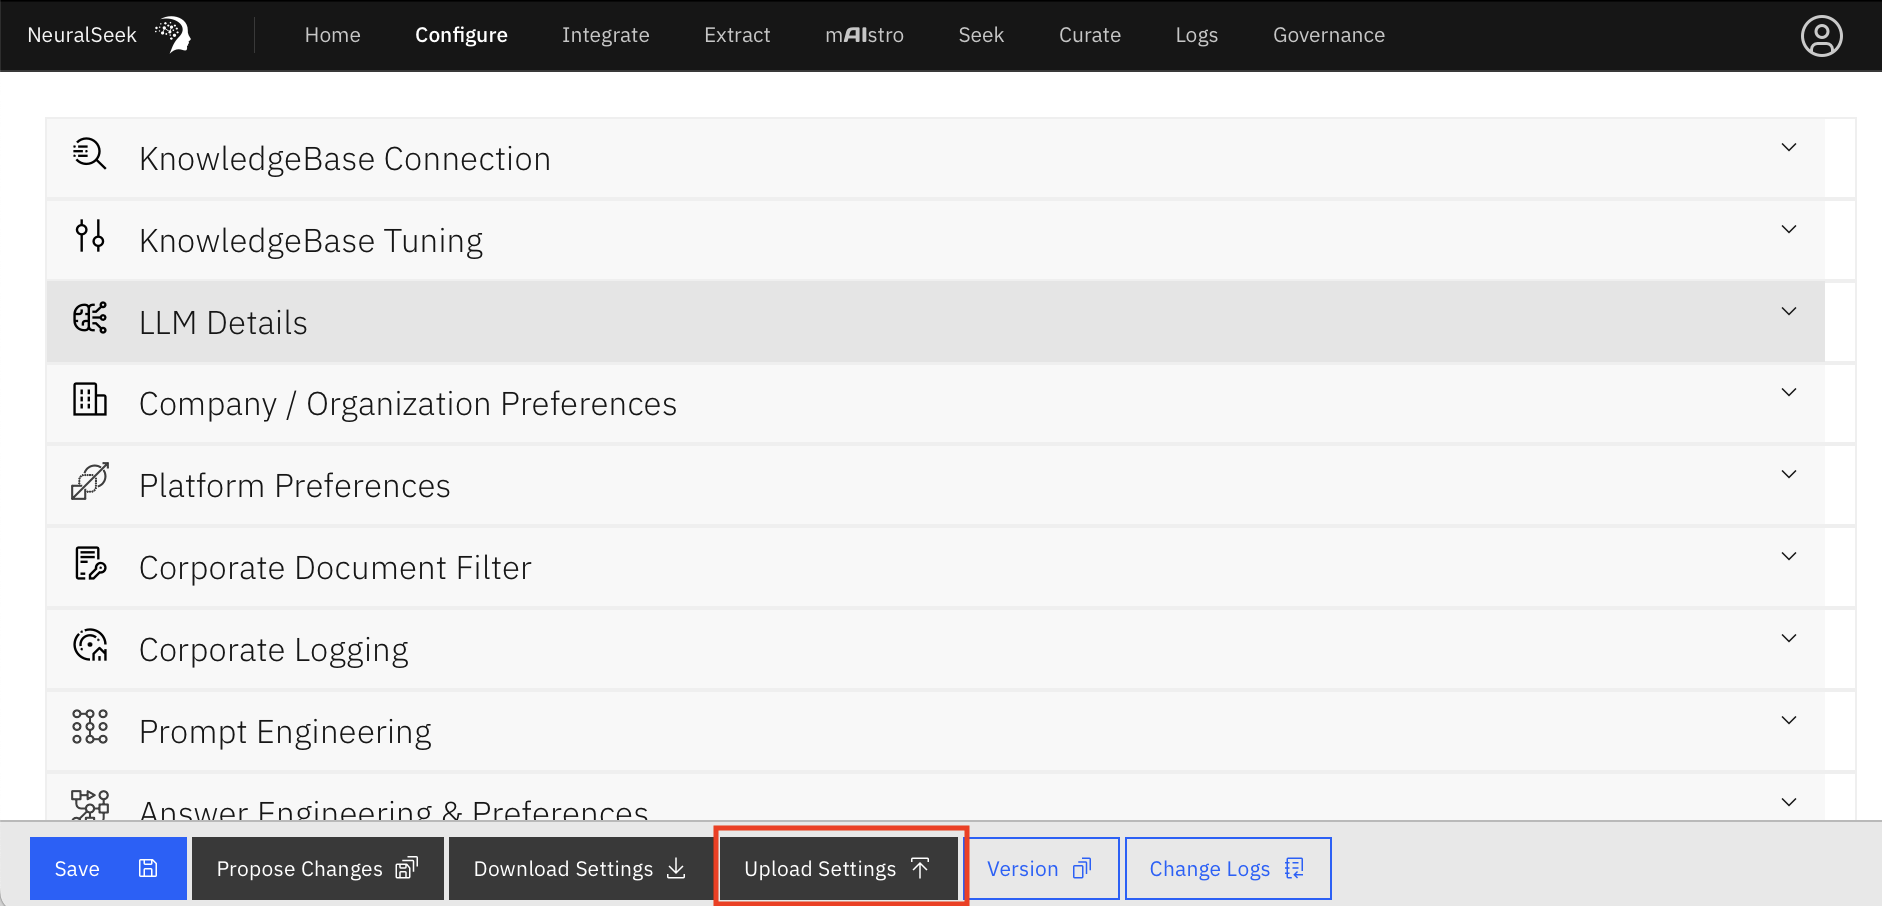 NeuralSeek Home Configure Integrate Extract mAIstro Seek Curate Logs Governance
KnowledgeBase Connection
KnowledgeBase Tuning
LLM Details
Company / Organization Preferences
Platform Preferences
Corporate Document Filter
Corporate Logging
Prompt Engineering
Answer Engineering & Preferences
Save Propose Changes Download Settings Upload Settings Version Change Logs